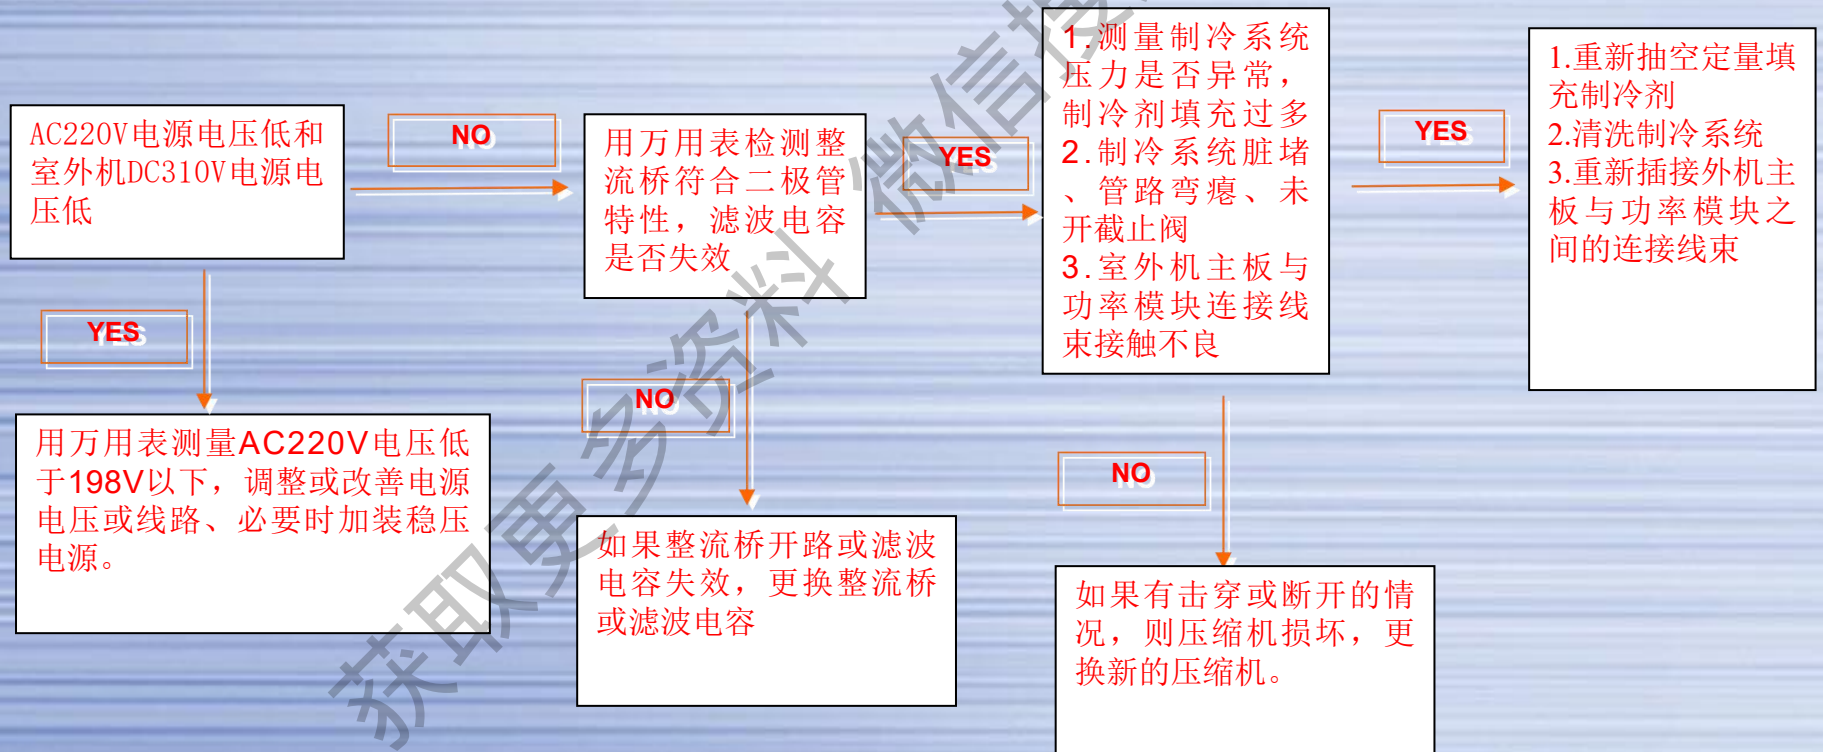 AC220V电源电压低和
室外机DC310V电源电
压低
NO
用万用表检测整
流桥符合二极管
特性，滤波电容
是否失效
YES
1.测量制冷系统
压力是否异常，
制冷剂填充过多
2.制冷系统脏堵
、管路弯瘪、未
开截止阀
3.室外机主板与
功率模块连接线
束接触不良
YES
1.重新抽空定量填
充制冷剂
2.清洗制冷系统
3.重新插接外机主
板与功率模块之
间的连接线束
YES
用万用表测量AC220V电压低
于198V以下，调整或改善电源
电压或线路、必要时加装稳压
电源。
NO
如果整流桥开路或滤波
电容失效，更换整流桥
或滤波电容
NO
如果有击穿或断开的情
况，则压缩机损坏，更
换新的压缩机。
获取更多资料 微信搜